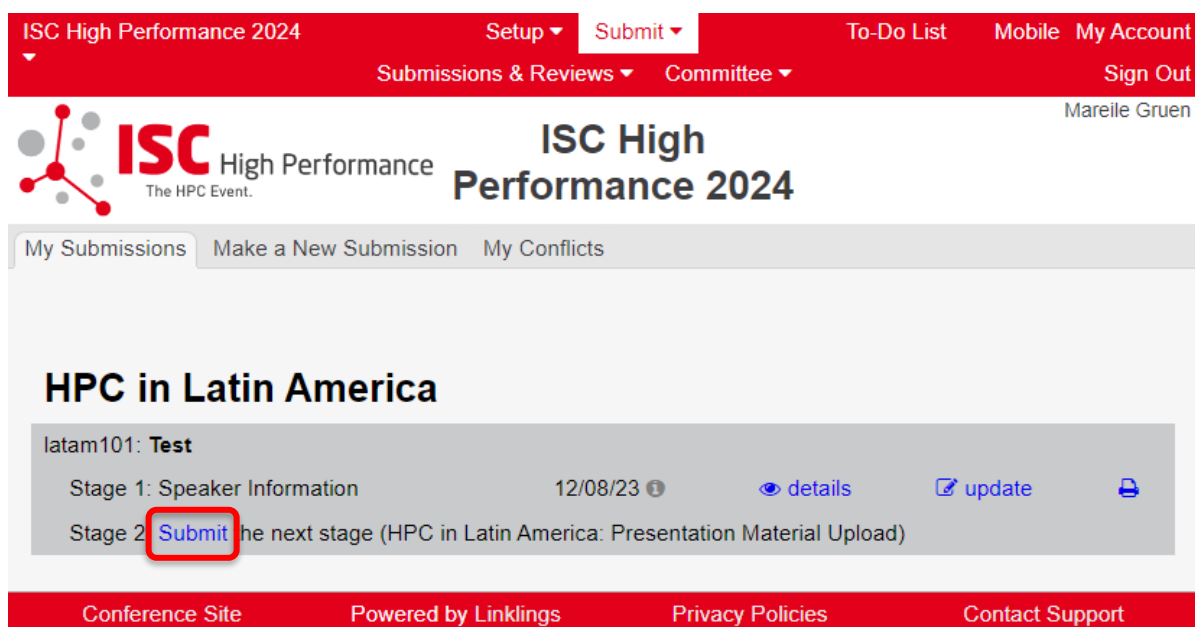 ISC High Performance 2024 Setup Submit To-Do List Mobile My Account
Submissions & Reviews Committee Sign Out
Mareile Gruen
ISC High Performance
The HPC Event.
ISC High
Performance 2024
My Submissions Make a New Submission My Conflicts
HPC in Latin America
latam101: Test
Stage 1: Speaker Information 12/08/23 details update
Stage 2 Submit he next stage (HPC in Latin America: Presentation Material Upload)
Conference Site Powered by Linklings Privacy Policies Contact Support